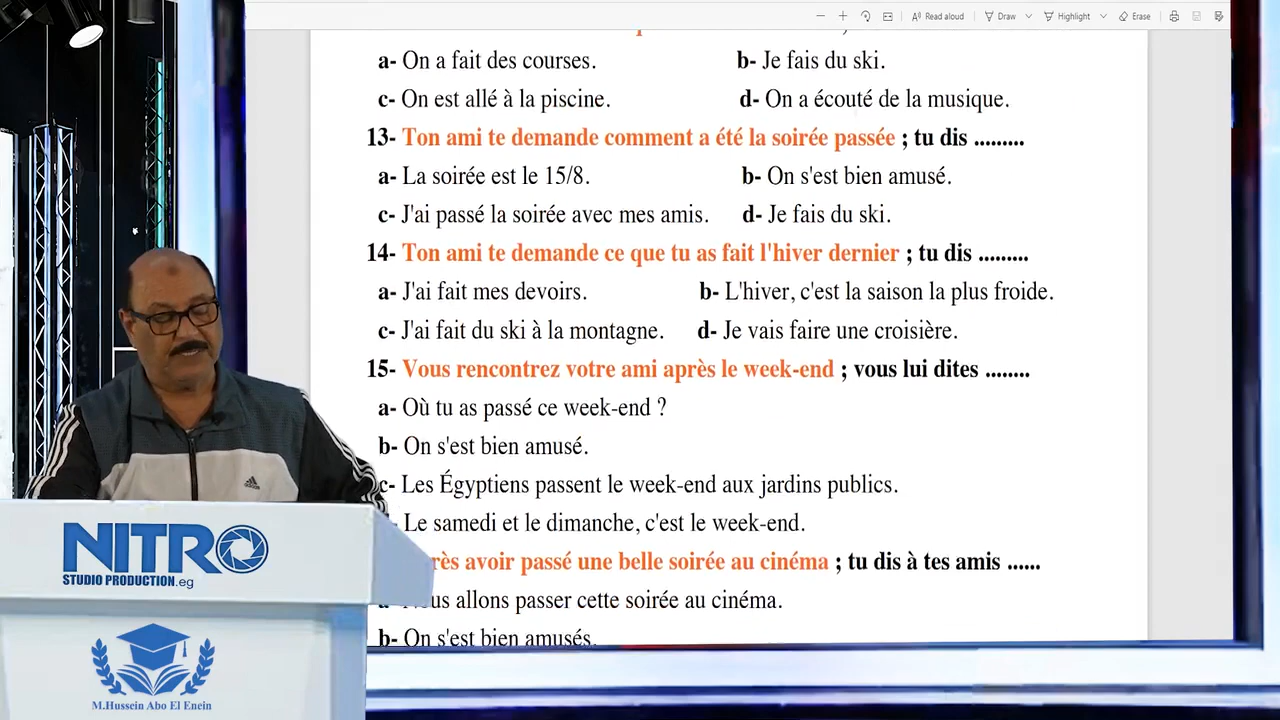 Read aloud Draw Highlight Erase
a- On a fait des courses. b- Je fais du ski.
c- On est allé à la piscine. d- On a écouté de la musique.
13- Ton ami te demande comment a été la soirée passée ; tu dis .........
a- La soirée est le 15/8. b- On s'est bien amusé.
c- J'ai passé la soirée avec mes amis. d- Je fais du ski.
14- Ton ami te demande ce que tu as fait l'hiver dernier ; tu dis .........
a- J'ai fait mes devoirs. b- L'hiver, c'est la saison la plus froide.
c- J'ai fait du ski à la montagne. d- Je vais faire une croisière.
15- Vous rencontrez votre ami après le week-end ; vous lui dites ........
a- Où tu as passé ce week-end ?
b- On s'est bien amusé.
c- Les Égyptiens passent le week-end aux jardins publics.
Le samedi et le dimanche, c'est le week-end.
avoir passé une belle soirée au cinéma ; tu dis à tes amis ......
allons passer cette soirée au cinéma.
b- On s'est bien amusés.
adidas
NITRO
STUDIO PRODUCTION.eg
M.Hussein Abo El Enein